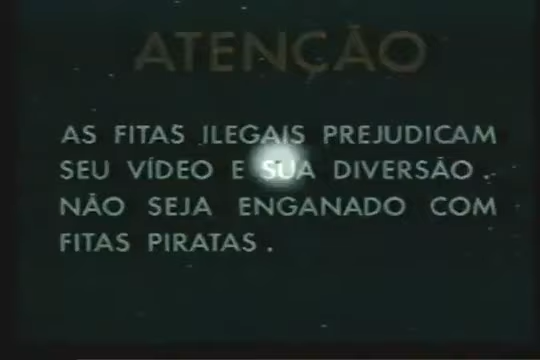 ATENÇÃO
AS FITAS ILEGAIS PREJUDICAM
SEU VÍDEO E SUA DIVERSÃO.
NÃO SEJA ENGANADO COM
FITAS PIRATAS.